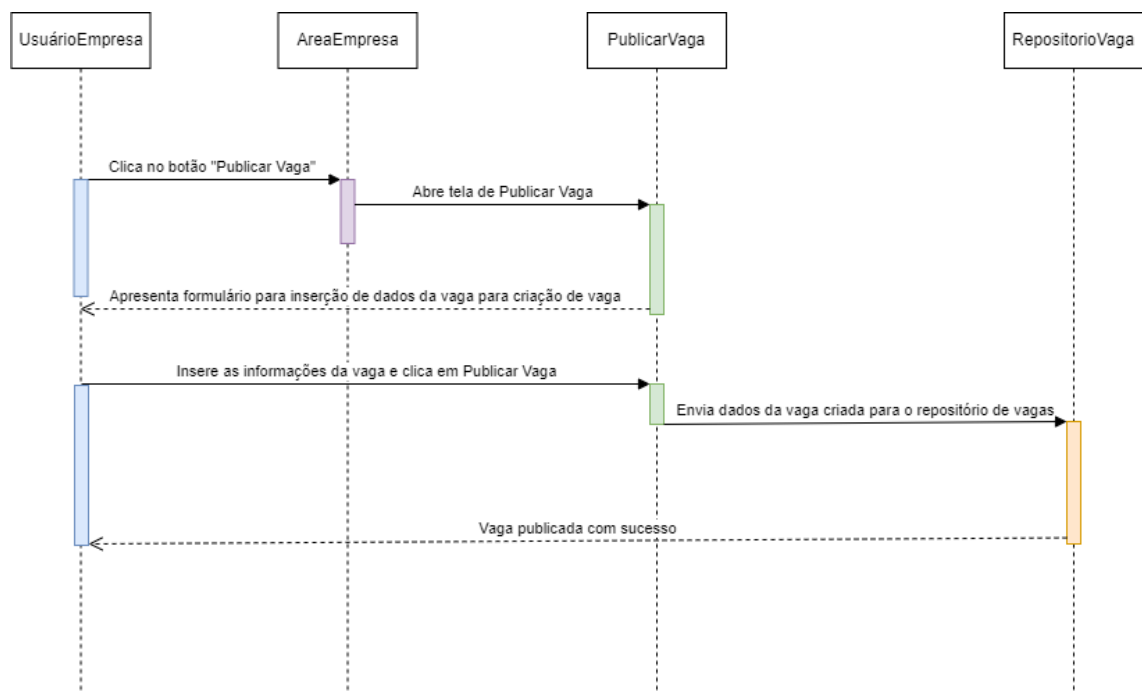 UsuárioEmpresa
AreaEmpresa
PublicarVaga
RepositorioVaga
Clica no botão "Publicar Vaga"
Abre tela de Publicar Vaga
Apresenta formulário para inserção de dados da vaga para criação de vaga
Insere as informações da vaga e clica em Publicar Vaga
Envia dados da vaga criada para o repositório de vagas
Vaga publicada com sucesso